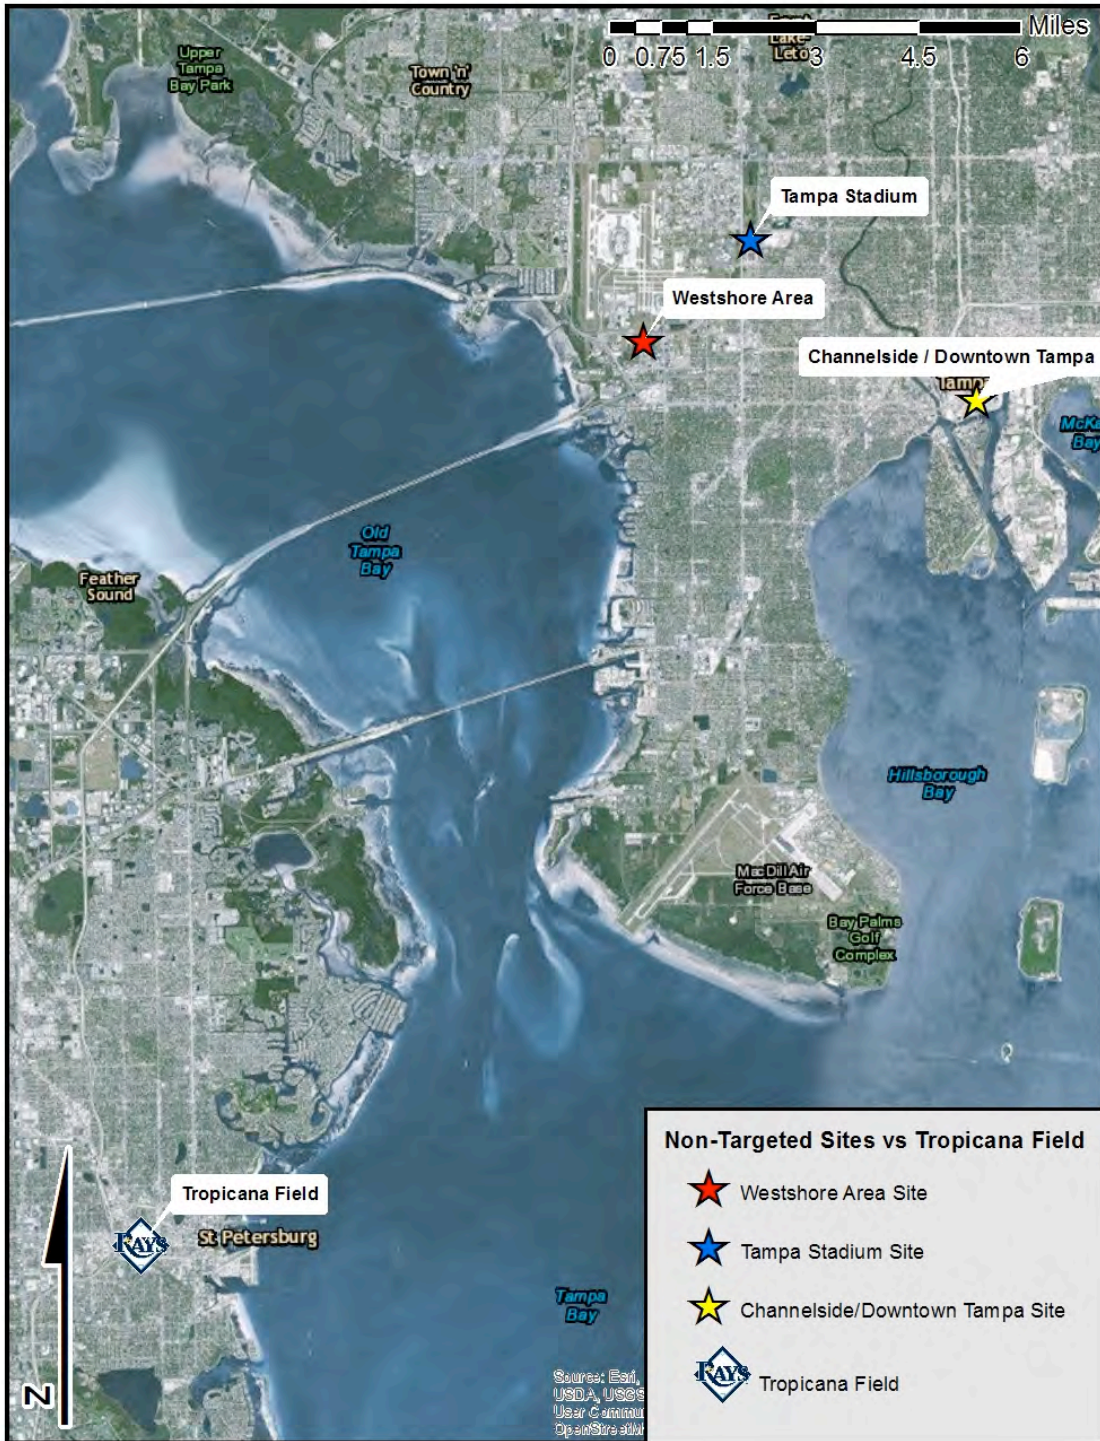 Miles
0 0.75 1.5 3 4.5 6
Lake-
Leto
Upper
Tampa
Bay Park
Town 'n'
Country
Tampa Stadium
Westshore Area
Channelside / Downtown Tampa
Bay
Old
Tampa
Bay
Feather
Sound
Hillsborough
Bay
MacDill Air
Force Base
Bay Palms
Golf
Complex
Tropicana Field
RAYS
St Petersburg
Tampa
Bay
N
Source: Esri,
USDA, USGS
User
Non-Targeted Sites vs Tropicana Field
Westshore Area Site
Tampa Stadium Site
Channelside/Downtown Tampa Site
RAYS
Tropicana Field